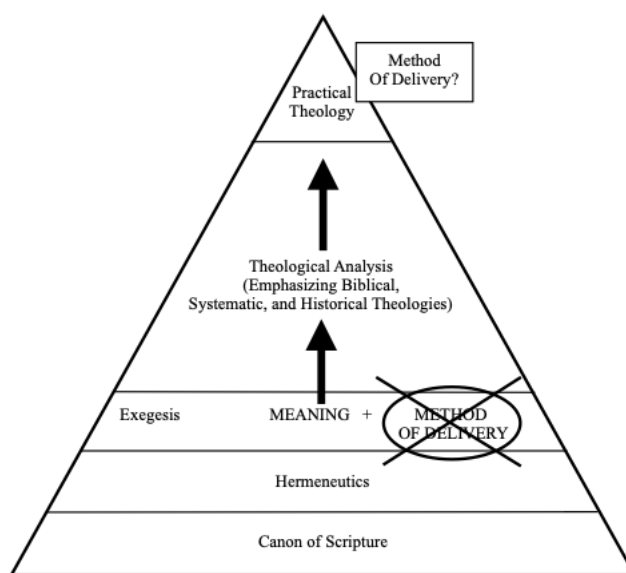 Method
Of Delivery?
Practical
Theology
Theological Analysis
(Emphasizing Biblical,
Systematic, and Historical Theologies)
Exegesis MEANING + METHOD
OF DELIVERY
Hermeneutics
Canon of Scripture